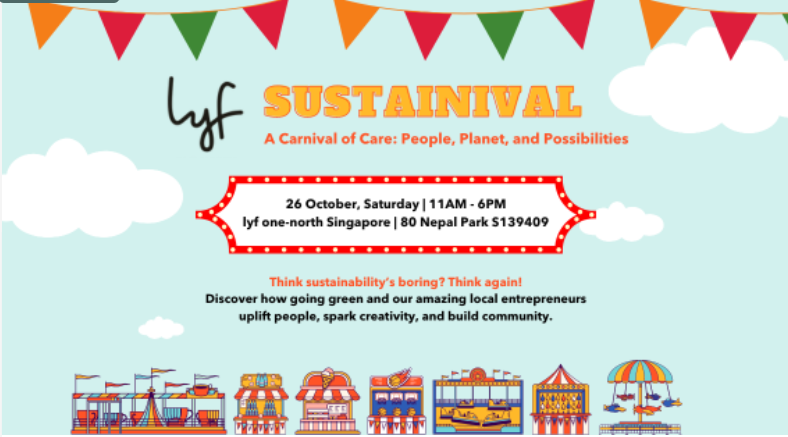 lyf SUSTAINIVAL
A Carnival of Care: People, Planet, and Possibilities
26 October, Saturday | 11AM - 6PM
lyf one-north Singapore | 80 Nepal Park S139409
Think sustainability's boring? Think again!
Discover how going green and our amazing local entrepreneurs
uplift people, spark creativity, and build community.